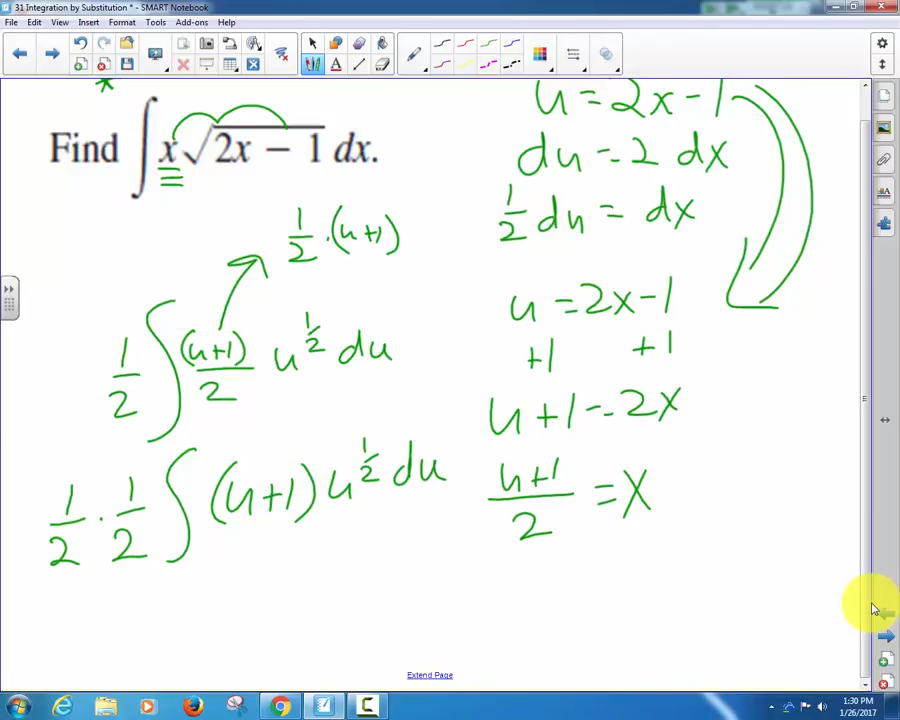 31 Integration by Substitution * - SMART Notebook
File Edit View Insert Format Tools Add-ons Help
Find ∫ x √(2x − 1) dx.
u = 2x − 1
du = 2 dx
1/2 du = dx
1/2 · (u+1)
u = 2x − 1
+1 +1
1/2 ∫ (u+1)/2 u^(1/2) du
u + 1 = 2x
1/2 · 1/2 ∫ (u+1) u^(1/2) du
(u+1)/2 = x
Extend Page
1:30 PM
1/26/2017